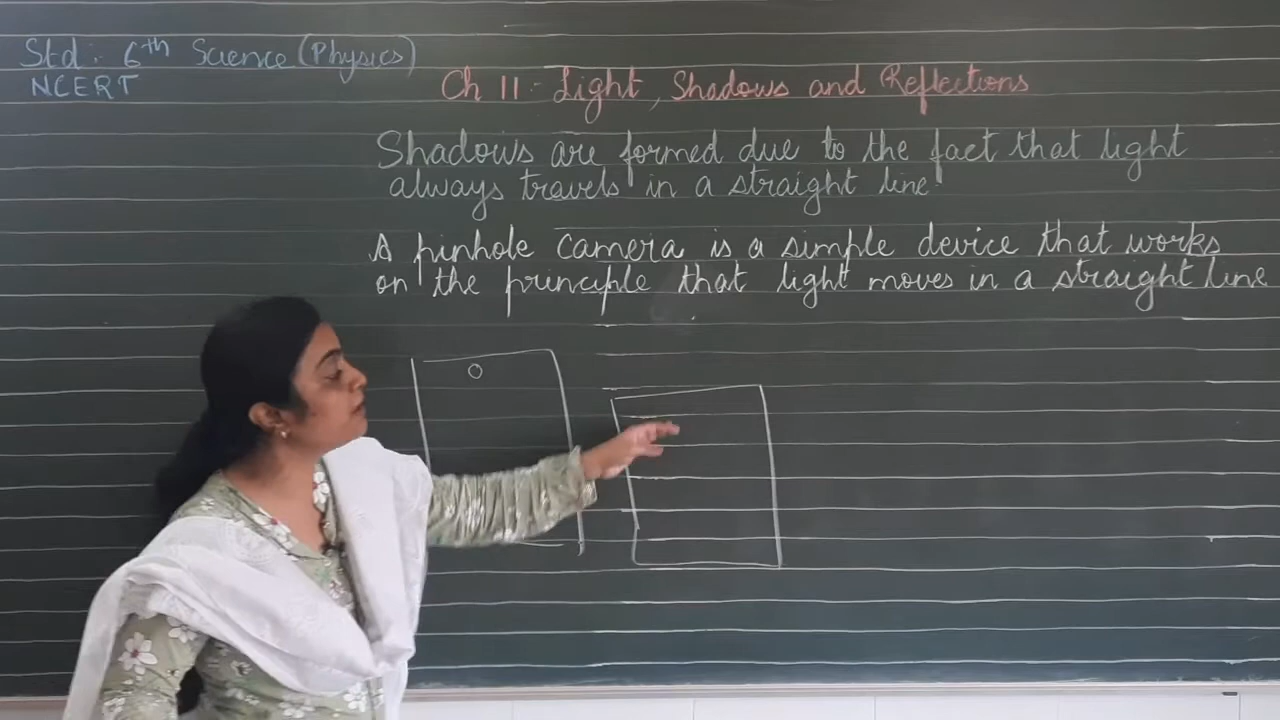 Std :- 6th Science (Physics)
NCERT
Ch 11 :- Light, Shadows and Reflections
Shadows are formed due to the fact that light
always travels in a straight line.
A pinhole camera is a simple device that works
on the principle that light moves in a straight line